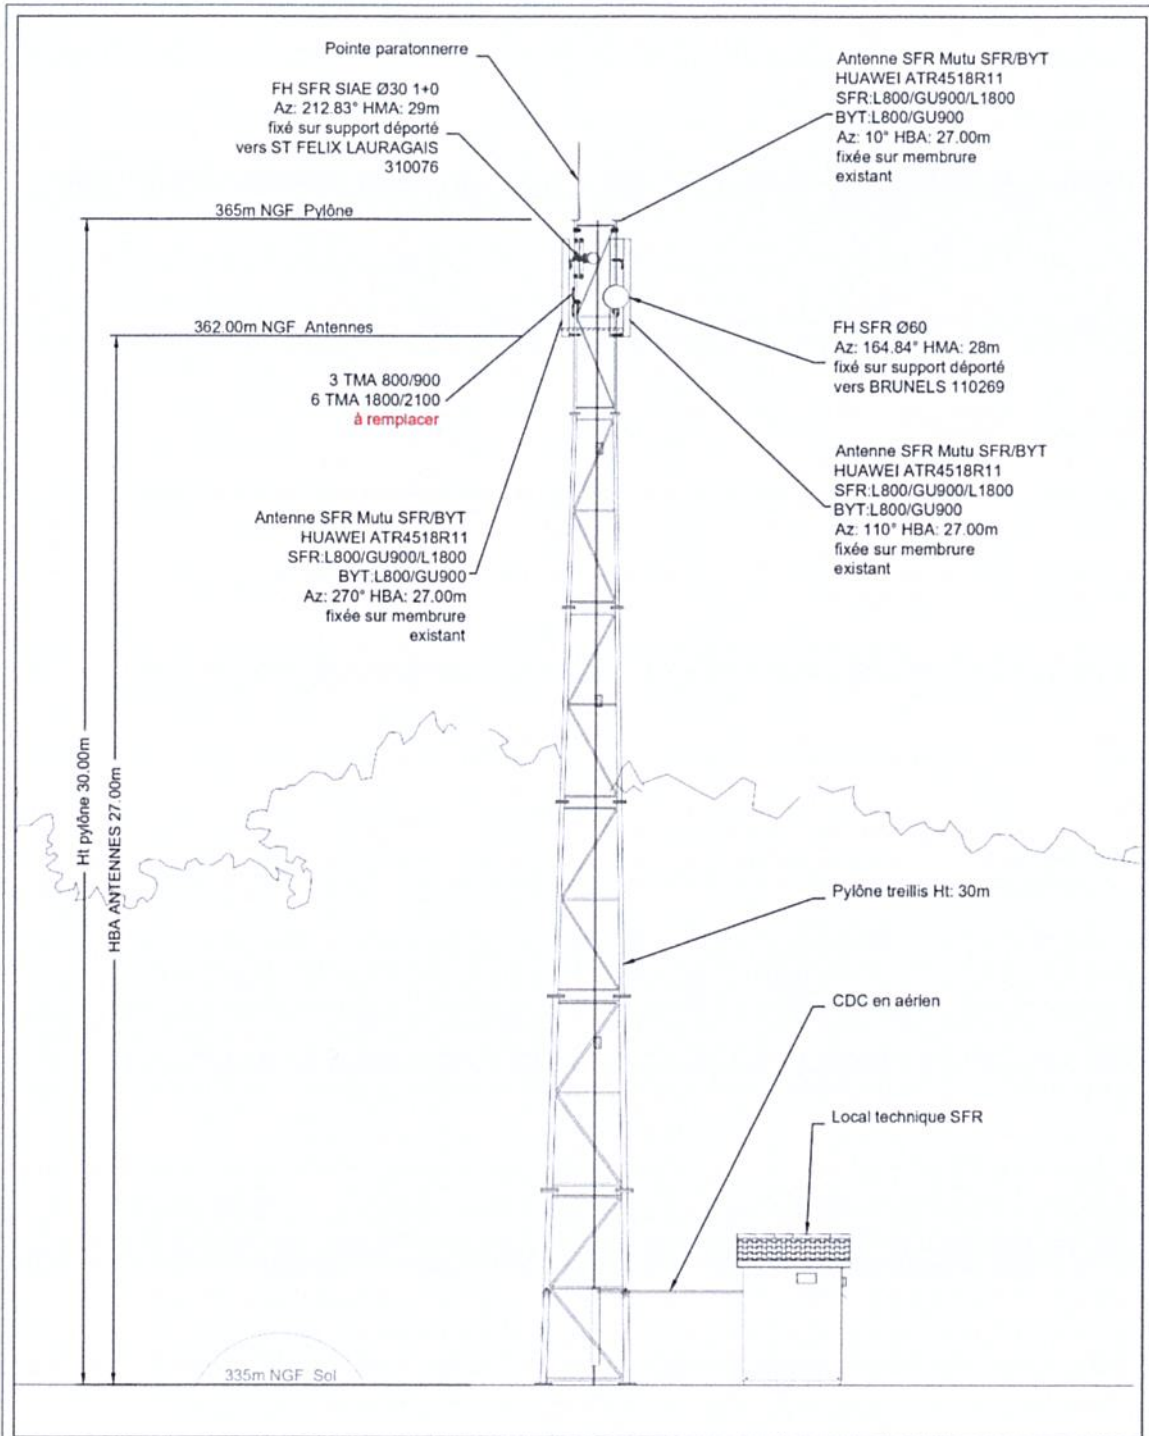 Pointe paratonnerre
FH SFR SIAE Ø30 1+0
Az: 212.83° HMA: 29m
fixé sur support déporté
vers ST FELIX LAURAGAIS
310076
Antenne SFR Mutu SFR/BYT
HUAWEI ATR4518R11
SFR:L800/GU900/L1800
BYT:L800/GU900
Az: 10° HBA: 27.00m
fixée sur membrure
existant
365m NGF Pylône
362.00m NGF Antennes
3 TMA 800/900
6 TMA 1800/2100
à remplacer
FH SFR Ø60
Az: 164.84° HMA: 28m
fixé sur support déporté
vers BRUNELS 110269
Antenne SFR Mutu SFR/BYT
HUAWEI ATR4518R11
SFR:L800/GU900/L1800
BYT:L800/GU900
Az: 110° HBA: 27.00m
fixée sur membrure
existant
Antenne SFR Mutu SFR/BYT
HUAWEI ATR4518R11
SFR:L800/GU900/L1800
BYT:L800/GU900
Az: 270° HBA: 27.00m
fixée sur membrure
existant
Ht pylône 30.00m
HBA ANTENNES 27.00m
Pylône treillis Ht: 30m
CDC en aérien
Local technique SFR
335m NGF Sol